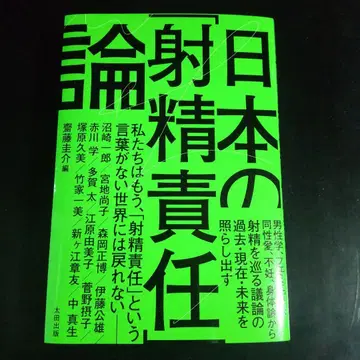 日本の
「射精責任」
論
男性学、フェミニズム、
同性愛、不妊、身体論から
射精を巡る議論の
過去・現在・未来を
照らし出す
私たちはもう、「射精責任」という
言葉がない世界には戻れない——
沼崎一郎/宮地尚子/森岡正博/伊藤公雄/
赤川 学/多賀 太/江原由美子/菅野摂子/
塚原久美/竹家一美/新ヶ江章友/中 真生
齋藤圭介 編
太田出版